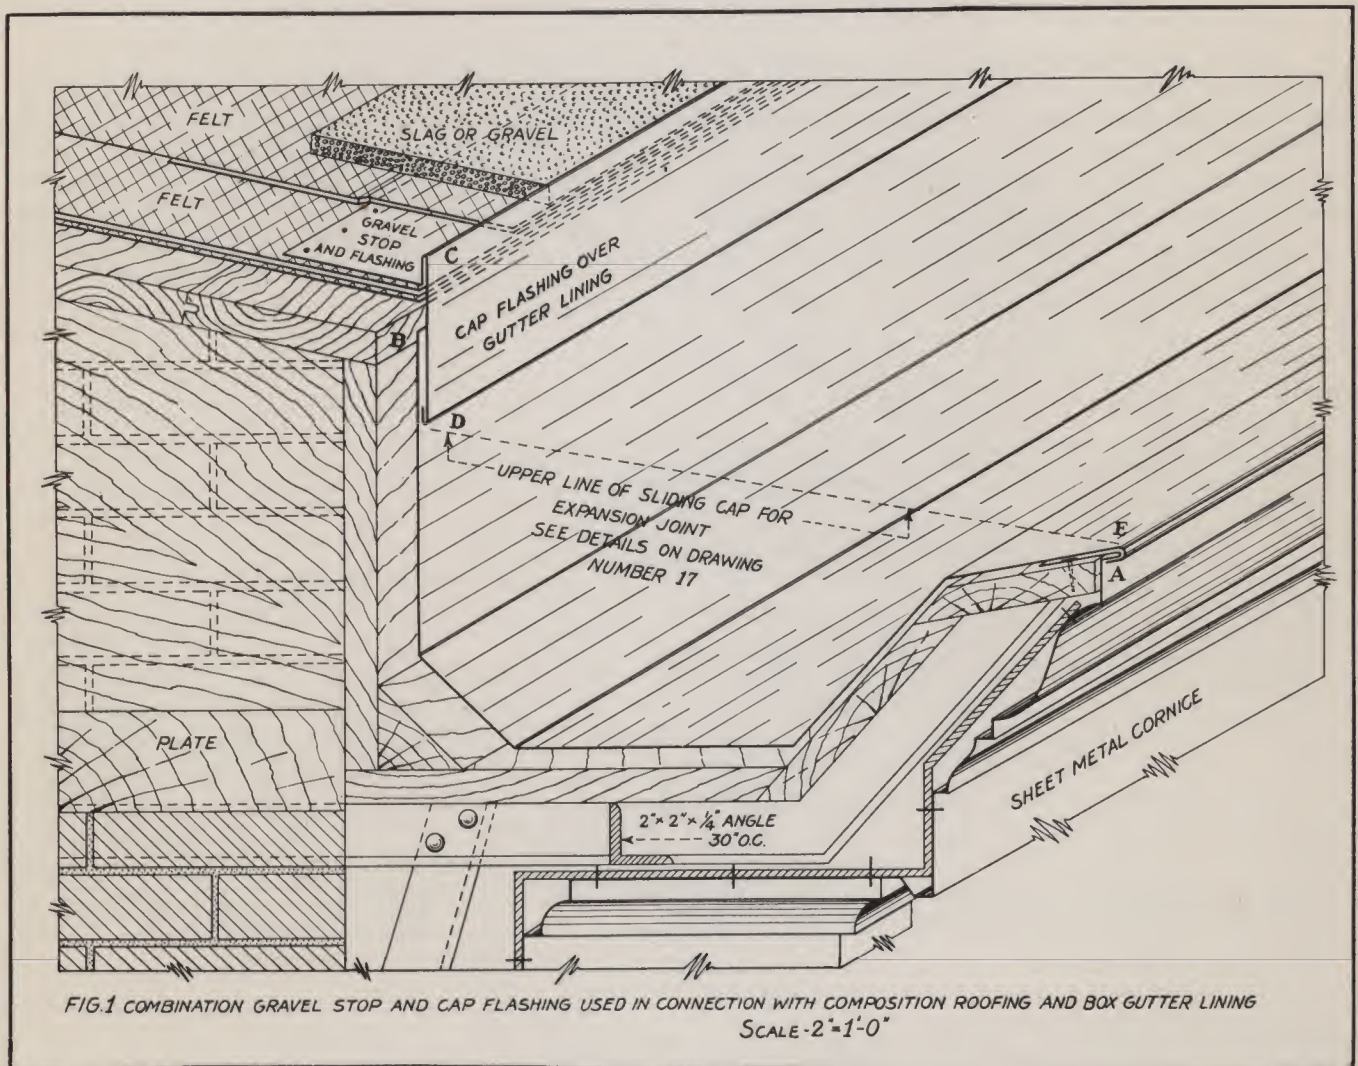 FELT
SLAG OR GRAVEL
FELT
GRAVEL
STOP
AND FLASHING
C
CAP FLASHING OVER
GUTTER LINING
B
D
UPPER LINE OF SLIDING CAP FOR
EXPANSION JOINT
SEE DETAILS ON DRAWING
NUMBER 17
E
A
PLATE
SHEET METAL CORNICE
2"x 2"x 1/4" ANGLE
30" O.C.
FIG.1 COMBINATION GRAVEL STOP AND CAP FLASHING USED IN CONNECTION WITH COMPOSITION ROOFING AND BOX GUTTER LINING
SCALE-2"=1'-0"